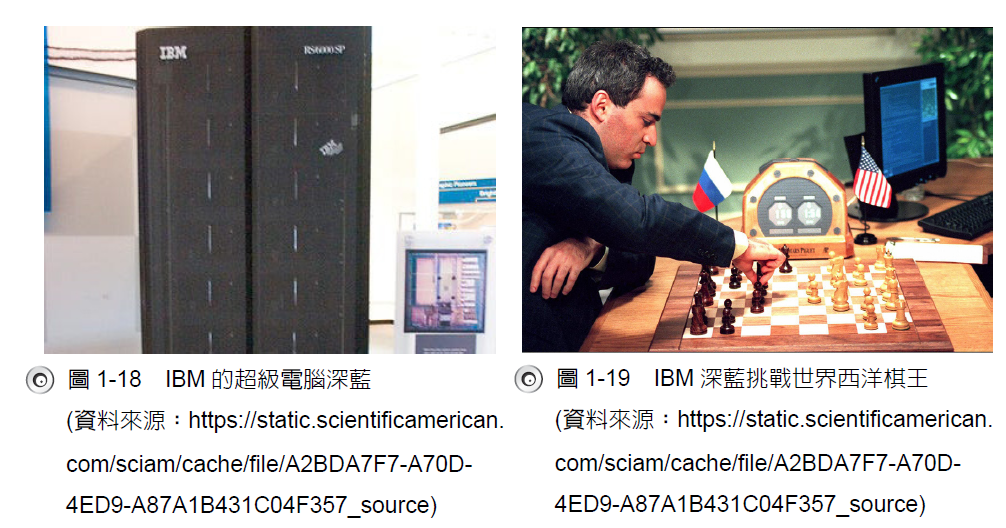 IBM
RS/6000 SP
IBM
圖 1-18 IBM 的超級電腦深藍
(資料來源：https://static.scientificamerican.
com/sciam/cache/file/A2BDA7F7-A70D-
4ED9-A87A1B431C04F357_source)
圖 1-19 IBM 深藍挑戰世界西洋棋王
(資料來源：https://static.scientificamerican.
com/sciam/cache/file/A2BDA7F7-A70D-
4ED9-A87A1B431C04F357_source)